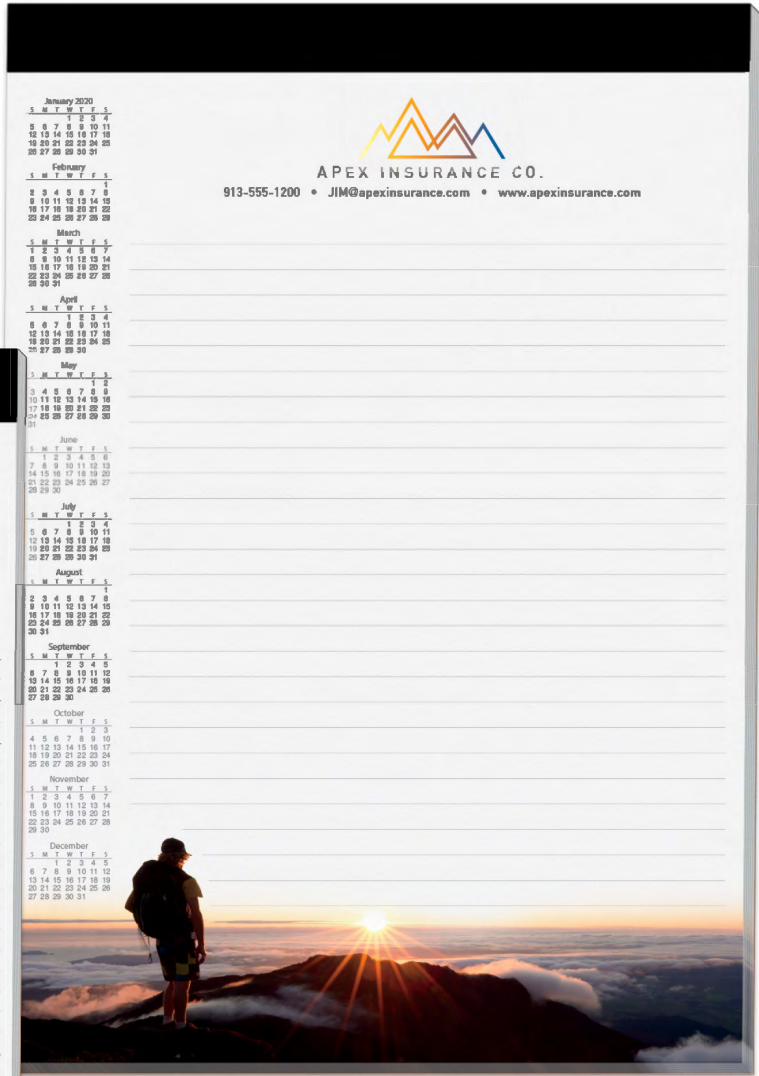 APEX INSURANCE CO.
913-555-1200 • JIM@apexinsurance.com • www.apexinsurance.com
January 2020
S M T W T F S
1 2 3 4
5 6 7 8 9 10 11
12 13 14 15 16 17 18
19 20 21 22 23 24 25
26 27 28 29 30 31
February
S M T W T F S
1
2 3 4 5 6 7 8
9 10 11 12 13 14 15
16 17 18 19 20 21 22
23 24 25 26 27 28 29
March
S M T W T F S
1 2 3 4 5 6 7
8 9 10 11 12 13 14
15 16 17 18 19 20 21
22 23 24 25 26 27 28
29 30 31
April
S M T W T F S
1 2 3 4
5 6 7 8 9 10 11
12 13 14 15 16 17 18
19 20 21 22 23 24 25
26 27 28 29 30
May
S M T W T F S
1 2
3 4 5 6 7 8 9
10 11 12 13 14 15 16
17 18 19 20 21 22 23
24 25 26 27 28 29 30
31
June
S M T W T F S
1 2 3 4 5 6
7 8 9 10 11 12 13
14 15 16 17 18 19 20
21 22 23 24 25 26 27
28 29 30
July
S M T W T F S
1 2 3 4
5 6 7 8 9 10 11
12 13 14 15 16 17 18
19 20 21 22 23 24 25
26 27 28 29 30 31
August
S M T W T F S
1
2 3 4 5 6 7 8
9 10 11 12 13 14 15
16 17 18 19 20 21 22
23 24 25 26 27 28 29
30 31
September
S M T W T F S
1 2 3 4 5
6 7 8 9 10 11 12
13 14 15 16 17 18 19
20 21 22 23 24 25 26
27 28 29 30
October
S M T W T F S
1 2 3
4 5 6 7 8 9 10
11 12 13 14 15 16 17
18 19 20 21 22 23 24
25 26 27 28 29 30 31
November
S M T W T F S
1 2 3 4 5 6 7
8 9 10 11 12 13 14
15 16 17 18 19 20 21
22 23 24 25 26 27 28
29 30
December
S M T W T F S
1 2 3 4 5
6 7 8 9 10 11 12
13 14 15 16 17 18 19
20 21 22 23 24 25 26
27 28 29 30 31